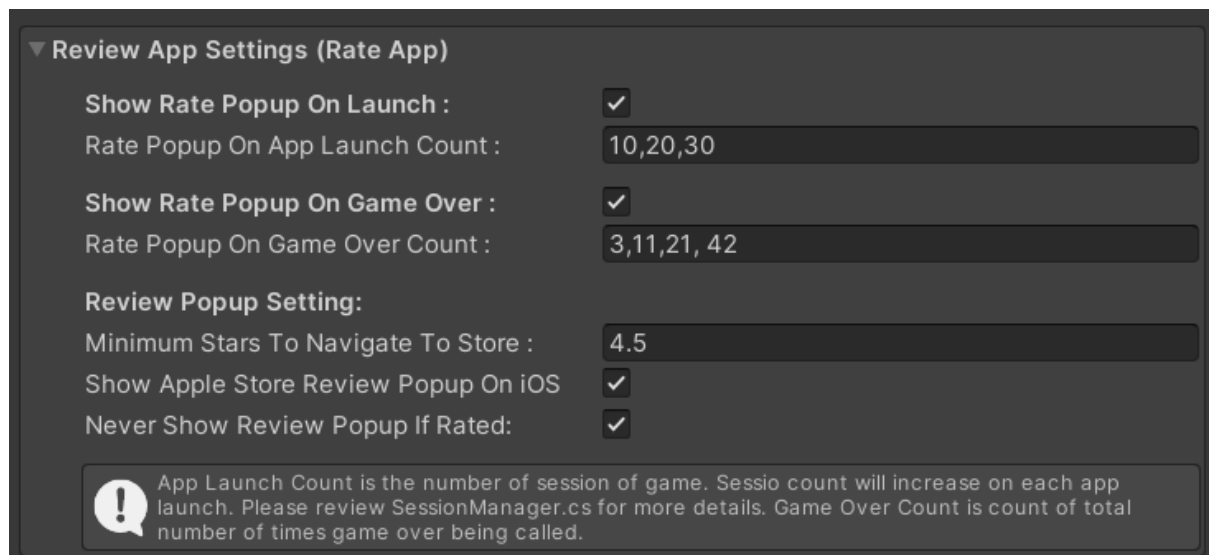 Review App Settings (Rate App)
Show Rate Popup On Launch :
Rate Popup On App Launch Count : 10,20,30
Show Rate Popup On Game Over :
Rate Popup On Game Over Count : 3,11,21, 42
Review Popup Setting:
Minimum Stars To Navigate To Store : 4.5
Show Apple Store Review Popup On iOS
Never Show Review Popup If Rated:
App Launch Count is the number of session of game. Sessio count will increase on each app
launch. Please review SessionManager.cs for more details. Game Over Count is count of total
number of times game over being called.